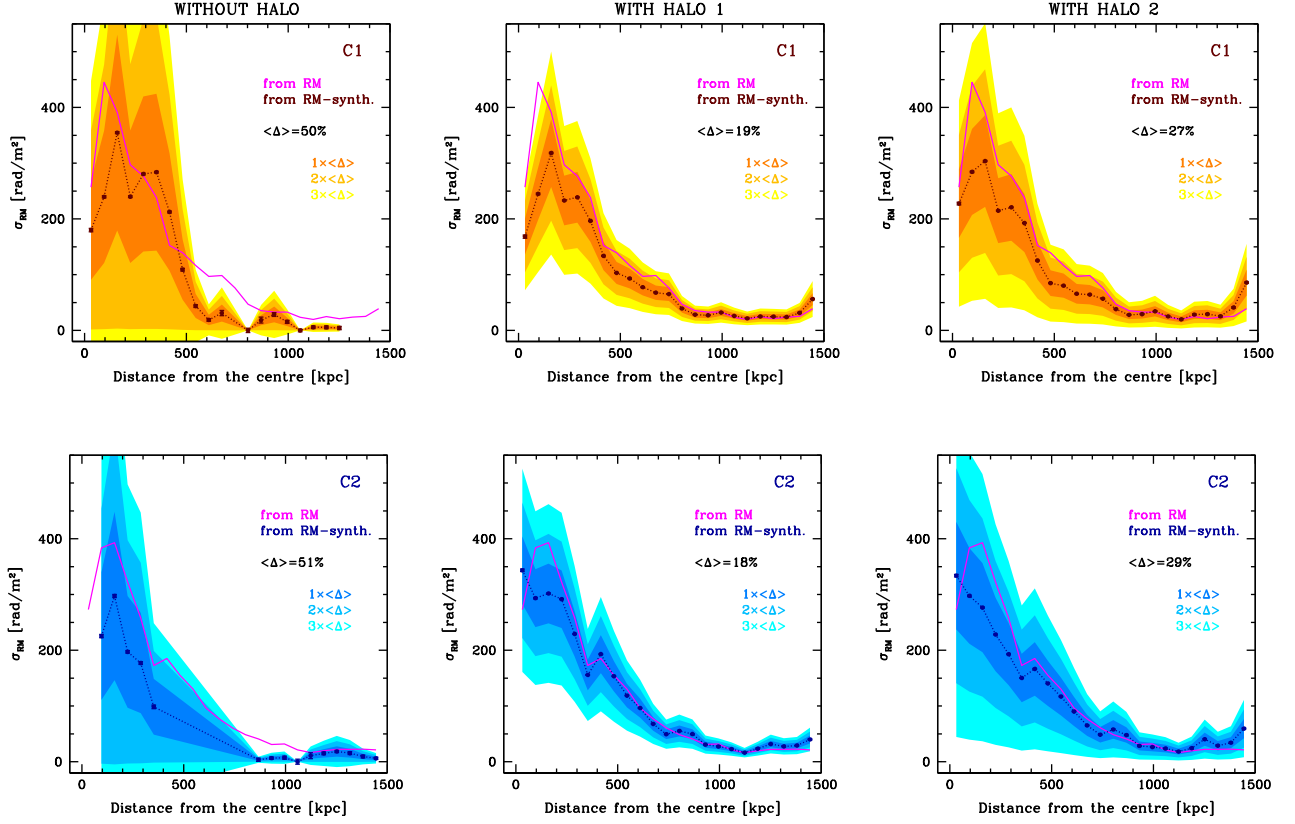 WITHOUT HALO
WITH HALO 1
WITH HALO 2
C1
from RM
from RM-synth.
<Δ>=50%
1×<Δ>
2×<Δ>
3×<Δ>
400
200
0
σRM [rad/m²]
0 500 1000 1500
Distance from the centre [kpc]
C1
from RM
from RM-synth.
<Δ>=19%
1×<Δ>
2×<Δ>
3×<Δ>
400
200
0
σRM [rad/m²]
0 500 1000 1500
Distance from the centre [kpc]
C1
from RM
from RM-synth.
<Δ>=27%
1×<Δ>
2×<Δ>
3×<Δ>
400
200
0
σRM [rad/m²]
0 500 1000 1500
Distance from the centre [kpc]
C2
from RM
from RM-synth.
<Δ>=51%
1×<Δ>
2×<Δ>
3×<Δ>
400
200
0
σRM [rad/m²]
0 500 1000 1500
Distance from the centre [kpc]
C2
from RM
from RM-synth.
<Δ>=18%
1×<Δ>
2×<Δ>
3×<Δ>
400
200
0
σRM [rad/m²]
0 500 1000 1500
Distance from the centre [kpc]
C2
from RM
from RM-synth.
<Δ>=29%
1×<Δ>
2×<Δ>
3×<Δ>
400
200
0
σRM [rad/m²]
0 500 1000 1500
Distance from the centre [kpc]